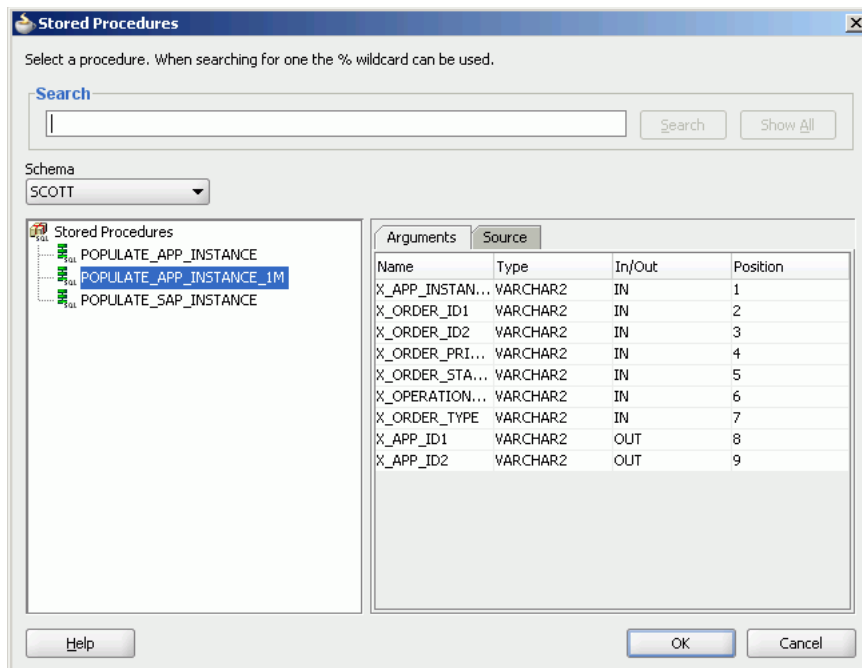 Stored Procedures
Select a procedure. When searching for one the % wildcard can be used.
Search
Search Show All
Schema
SCOTT
Stored Procedures
POPULATE_APP_INSTANCE
POPULATE_APP_INSTANCE_1M
POPULATE_SAP_INSTANCE
Arguments Source
Name Type In/Out Position
X_APP_INSTAN... VARCHAR2 IN 1
X_ORDER_ID1 VARCHAR2 IN 2
X_ORDER_ID2 VARCHAR2 IN 3
X_ORDER_PRI... VARCHAR2 IN 4
X_ORDER_STA... VARCHAR2 IN 5
X_OPERATION... VARCHAR2 IN 6
X_ORDER_TYPE VARCHAR2 IN 7
X_APP_ID1 VARCHAR2 OUT 8
X_APP_ID2 VARCHAR2 OUT 9
Help OK Cancel